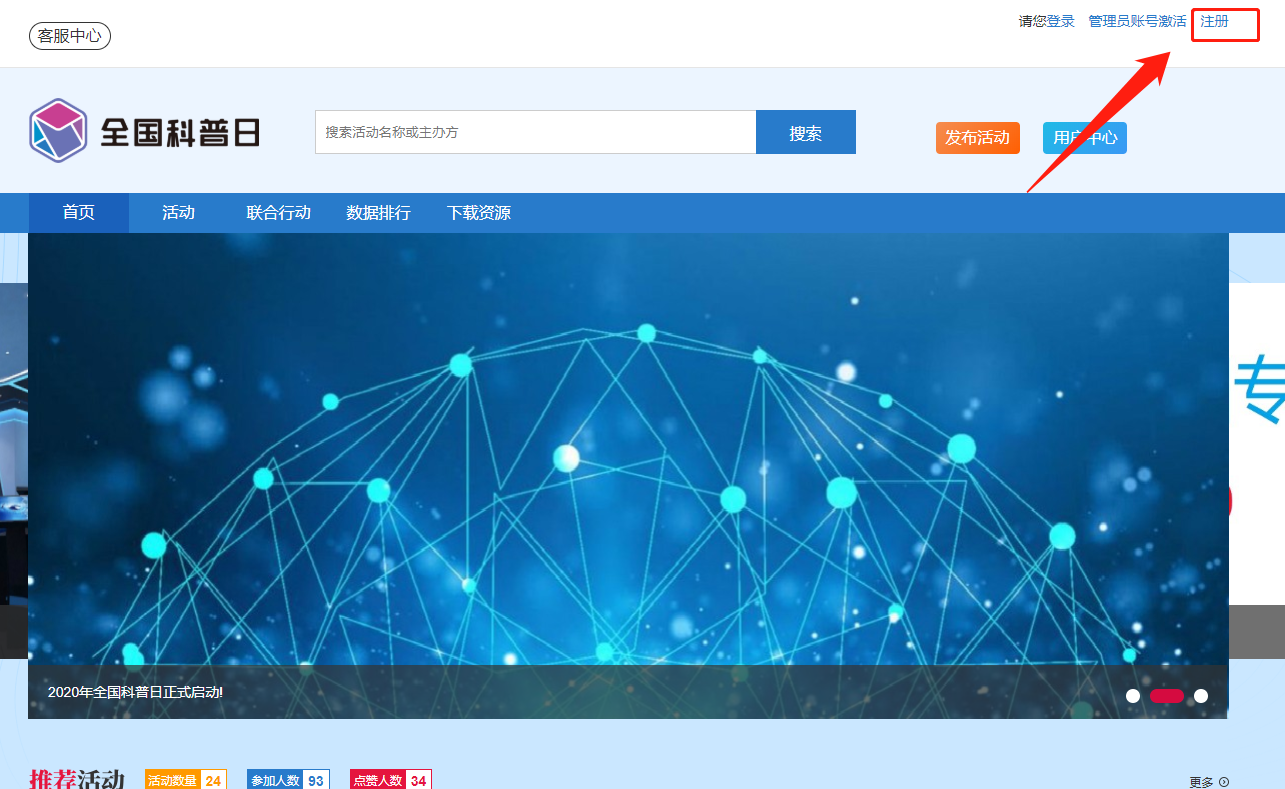 客服中心
请您登录 管理员账号激活 注册
全国科普日
搜索活动名称或主办方
搜索
发布活动
用户中心
首页 活动 联合行动 数据排行 下载资源
专
2020年全国科普日正式启动!
推荐活动
活动数量 24
参加人数 93
点赞人数 34
更多